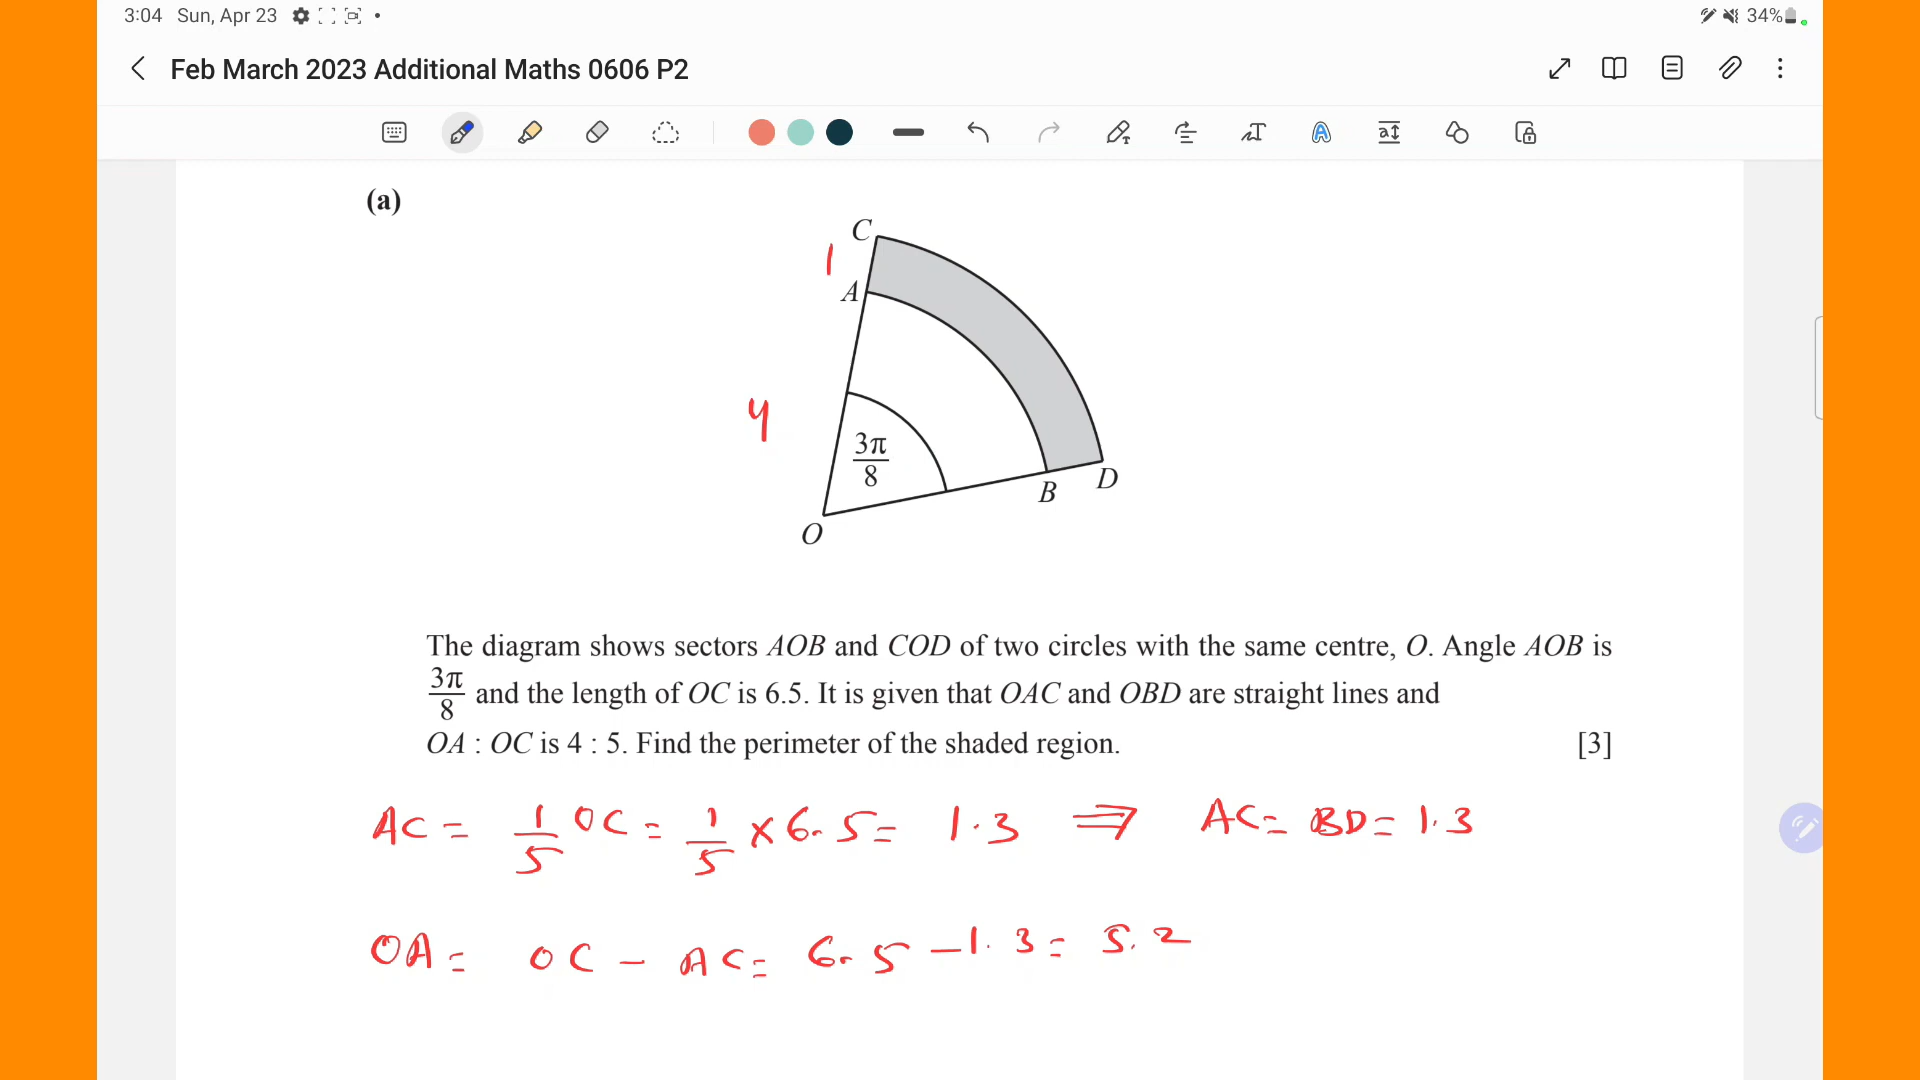 3:04 Sun, Apr 23
34%
Feb March 2023 Additional Maths 0606 P2
(a)
C
1
A
4
3π
8
B
D
O
The diagram shows sectors AOB and COD of two circles with the same centre, O. Angle AOB is
3π/8 and the length of OC is 6.5. It is given that OAC and OBD are straight lines and
OA : OC is 4 : 5. Find the perimeter of the shaded region. [3]
AC = 1/5 OC = 1/5 × 6.5 = 1.3 ⇒ AC = BD = 1.3
OA = OC - AC = 6.5 - 1.3 = 5.2